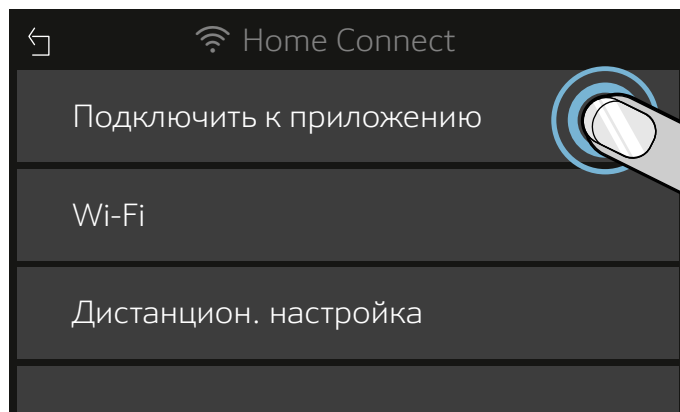 Home Connect
Подключить к приложению
Wi-Fi
Дистанцион. настройка